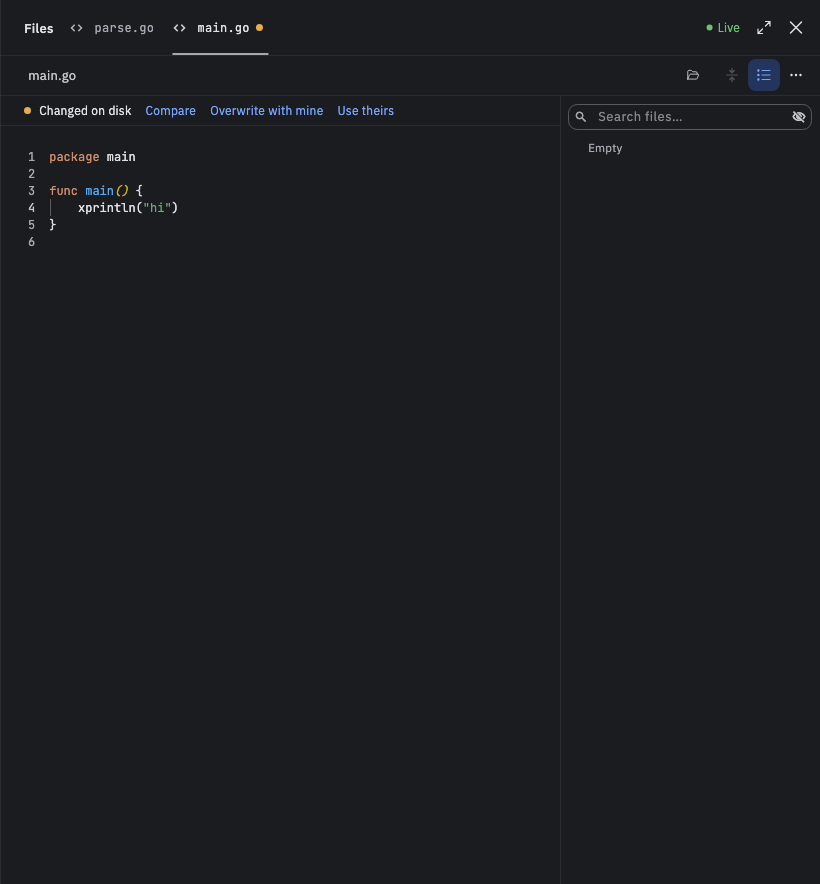 Files <> parse.go <> main.go Live
main.go
Changed on disk Compare Overwrite with mine Use theirs
Search files...
Empty
1 package main
2
3 func main() {
4     xprintln("hi")
5 }
6